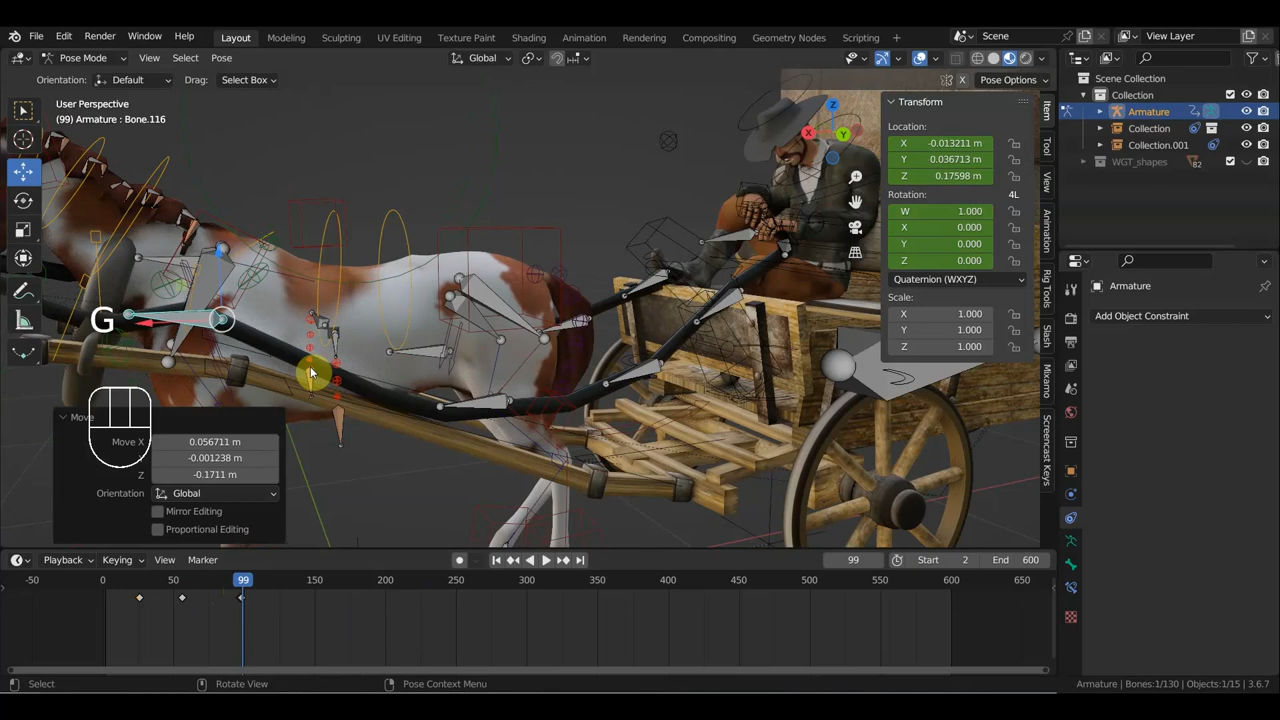 File Edit Render Window Help Layout Modeling Sculpting UV Editing Texture Paint Shading Animation Rendering Compositing Geometry Nodes Scripting + Scene View Layer
Pose Mode View Select Pose Global
Orientation: Default Drag: Select Box X Pose Options
Scene Collection
Collection
Armature
Collection
Collection.001
WGT_shapes 82
User Perspective
(99) Armature : Bone.116
X Y Z
Transform
Location:
X -0.013211 m
Y 0.036713 m
Z 0.17598 m
Rotation: 4L
W 1.000
X 0.000
Y 0.000
Z 0.000
Quaternion (WXYZ)
Scale:
X 1.000
Y 1.000
Z 1.000
Item
Tool
View
Animation
Rig Tools
Slash
Mixamo
Screencast Keys
Armature
Add Object Constraint
G
Move
Move X 0.056711 m
-0.001238 m
Z -0.1711 m
Orientation Global
Mirror Editing
Proportional Editing
Playback Keying View Marker 99 Start 2 End 600
-50 0 50 99 150 200 250 300 350 400 450 500 550 600 650
Select Rotate View Pose Context Menu Armature | Bones:1/130 | Objects:1/15 | 3.6.7